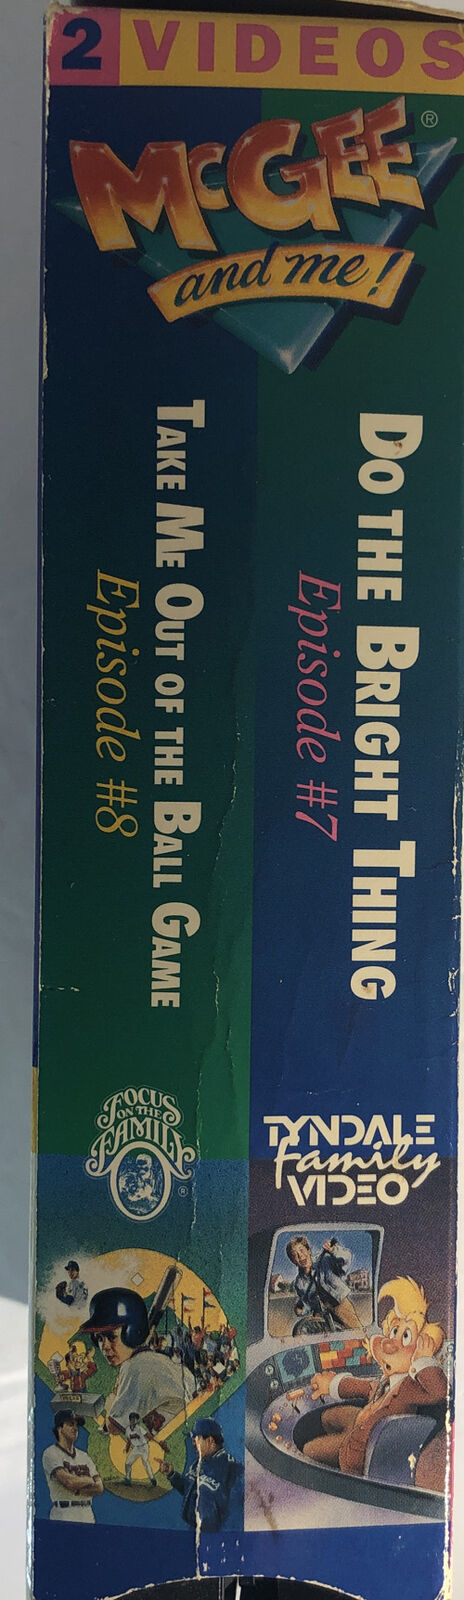 2 VIDEOS
McGEE®
and me!
DO THE BRIGHT THING
Episode #7
TAKE ME OUT OF THE BALL GAME
Episode #8
FOCUS
ON THE
FAMILY
®
TYNDALE
family
VIDEO